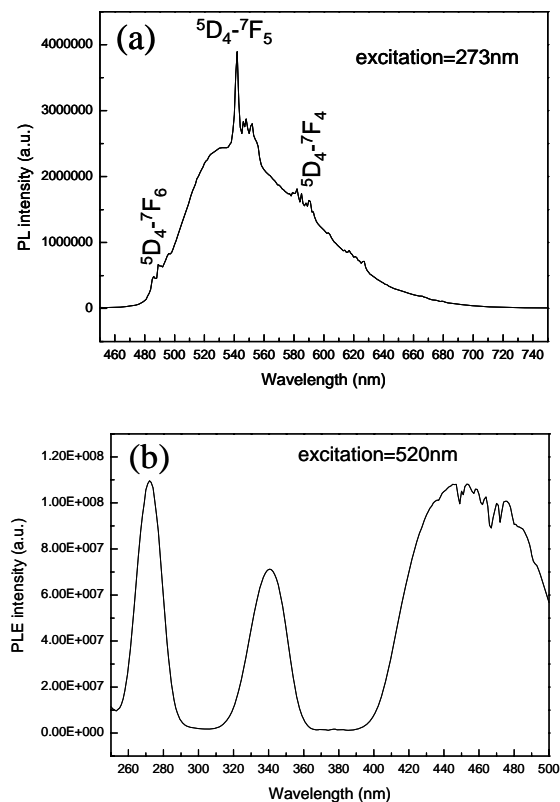 (a)
⁵D₄-⁷F₅
excitation=273nm
⁵D₄-⁷F₄
⁵D₄-⁷F₆
PL intensity (a.u.)
4000000
3000000
2000000
1000000
0
460 480 500 520 540 560 580 600 620 640 660 680 700 720 740
Wavelength (nm)
(b)
excitation=520nm
PLE intensity (a.u.)
1.20E+008
1.00E+008
8.00E+007
6.00E+007
4.00E+007
2.00E+007
0.00E+000
260 280 300 320 340 360 380 400 420 440 460 480 500
Wavelength (nm)